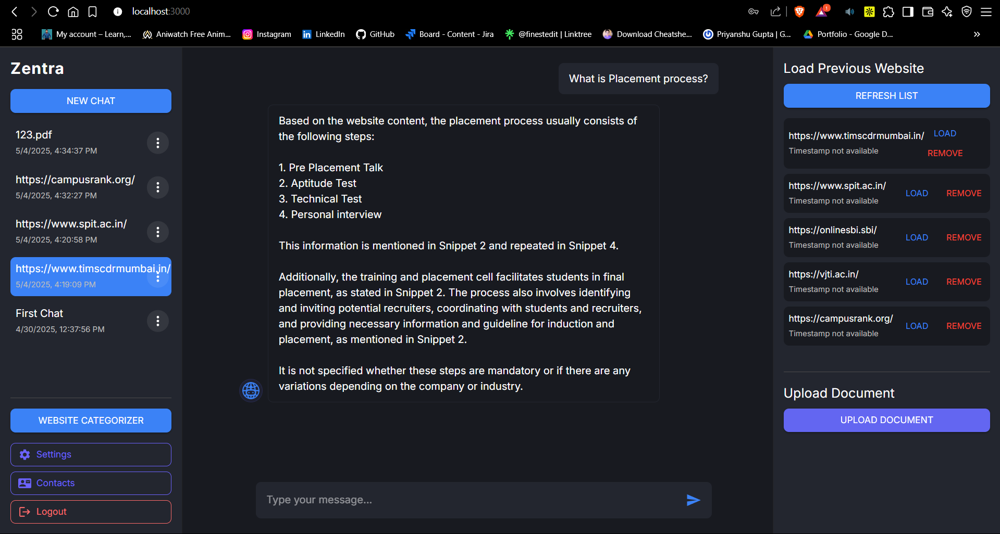 localhost:3000
1
My account – Learn,...
Aniwatch Free Anim...
Instagram
LinkedIn
GitHub
Board - Content - Jira
@finestedit | Linktree
Download Cheatshe...
Priyanshu Gupta | G...
Portfolio - Google D...
»
Zentra
NEW CHAT
123.pdf
5/4/2025, 4:34:37 PM
https://campusrank.org/
5/4/2025, 4:32:27 PM
https://www.spit.ac.in/
5/4/2025, 4:20:58 PM
https://www.timscdrmumbai.in/
5/4/2025, 4:19:09 PM
First Chat
4/30/2025, 12:37:56 PM
WEBSITE CATEGORIZER
Settings
Contacts
Logout
What is Placement process?
Based on the website content, the placement process usually consists of
the following steps:
1. Pre Placement Talk
2. Aptitude Test
3. Technical Test
4. Personal interview
This information is mentioned in Snippet 2 and repeated in Snippet 4.
Additionally, the training and placement cell facilitates students in final
placement, as stated in Snippet 2. The process also involves identifying
and inviting potential recruiters, coordinating with students and recruiters,
and providing necessary information and guideline for induction and
placement, as mentioned in Snippet 2.
It is not specified whether these steps are mandatory or if there are any
variations depending on the company or industry.
Type your message...
Load Previous Website
REFRESH LIST
https://www.timscdrmumbai.in/ LOAD
Timestamp not available REMOVE
https://www.spit.ac.in/
Timestamp not available
LOAD REMOVE
https://onlinesbi.sbi/
Timestamp not available
LOAD REMOVE
https://vjti.ac.in/
Timestamp not available
LOAD REMOVE
https://campusrank.org/
Timestamp not available
LOAD REMOVE
Upload Document
UPLOAD DOCUMENT